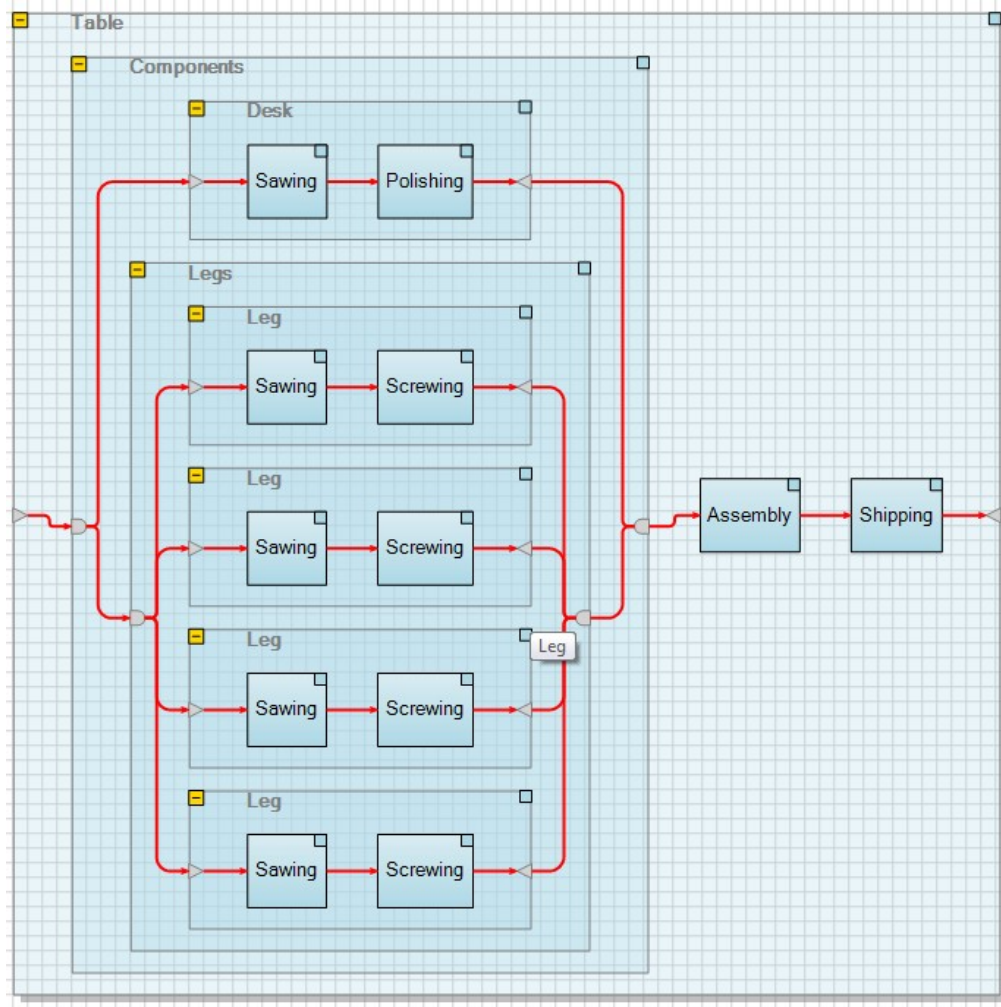 Table
Components
Desk
Sawing
Polishing
Legs
Leg
Sawing
Screwing
Leg
Sawing
Screwing
Assembly
Shipping
Leg
Leg
Sawing
Screwing
Leg
Sawing
Screwing